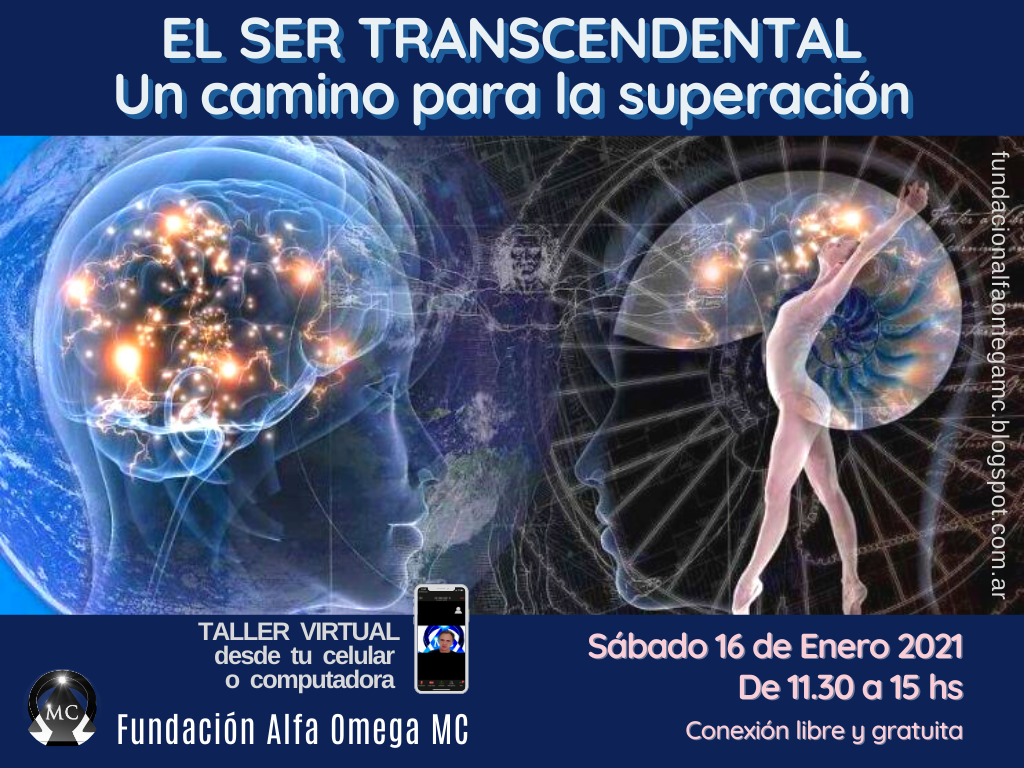 EL SER TRANSCENDENTAL
Un camino para la superación
fundacionalfaomegamc.blogspot.com.ar
TALLER VIRTUAL
desde tu celular
o computadora
MC
Fundación Alfa Omega MC
Sábado 16 de Enero 2021
De 11.30 a 15 hs
Conexión libre y gratuita